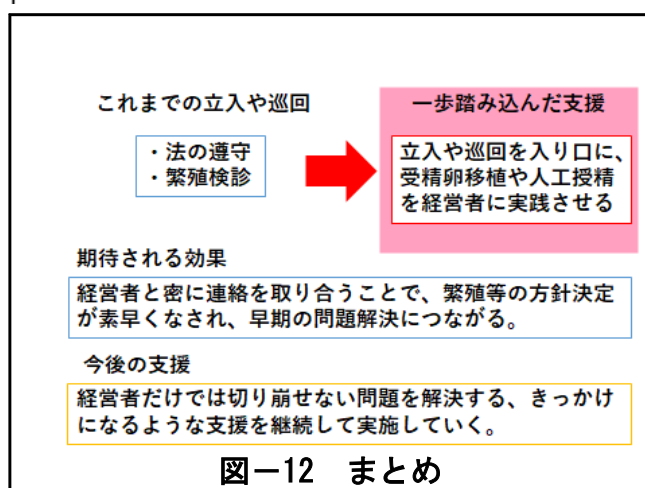 これまでの立入や巡回
・法の遵守
・繁殖検診
一歩踏み込んだ支援
立入や巡回を入り口に、
受精卵移植や人工授精
を経営者に実践させる
期待される効果
経営者と密に連絡を取り合うことで、繁殖等の方針決定
が素早くなされ、早期の問題解決につながる。
今後の支援
経営者だけでは切り崩せない問題を解決する、きっかけ
になるような支援を継続して実施していく。
図－12　まとめ